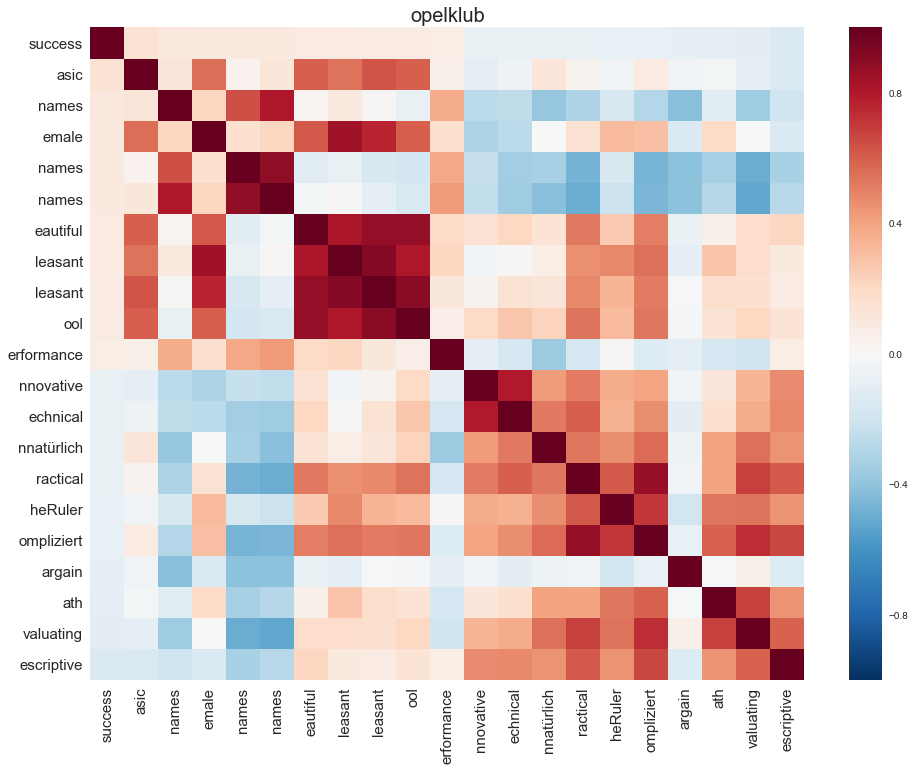 opelklub
success
asic
names
emale
names
names
eautiful
leasant
leasant
ool
erformance
nnovative
echnical
nnatürlich
ractical
heRuler
ompliziert
argain
ath
valuating
escriptive
0.8
0.4
0.0
-0.4
-0.8
success
asic
names
emale
names
names
eautiful
leasant
leasant
ool
erformance
nnovative
echnical
nnatürlich
ractical
heRuler
ompliziert
argain
ath
valuating
escriptive